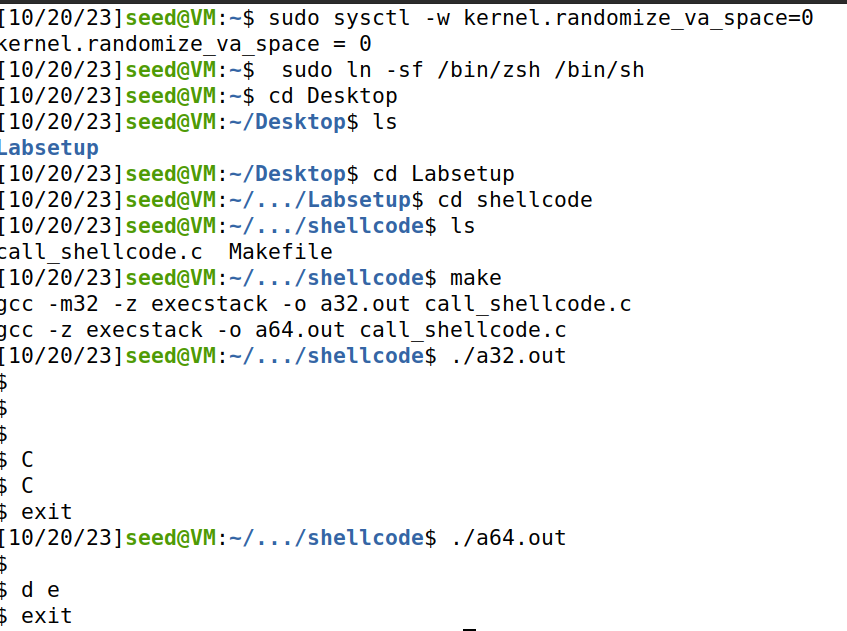 [10/20/23]seed@VM:~$ sudo sysctl -w kernel.randomize_va_space=0
kernel.randomize_va_space = 0
[10/20/23]seed@VM:~$  sudo ln -sf /bin/zsh /bin/sh
[10/20/23]seed@VM:~$ cd Desktop
[10/20/23]seed@VM:~/Desktop$ ls
Labsetup
[10/20/23]seed@VM:~/Desktop$ cd Labsetup
[10/20/23]seed@VM:~/.../Labsetup$ cd shellcode
[10/20/23]seed@VM:~/.../shellcode$ ls
call_shellcode.c  Makefile
[10/20/23]seed@VM:~/.../shellcode$ make
gcc -m32 -z execstack -o a32.out call_shellcode.c
gcc -z execstack -o a64.out call_shellcode.c
[10/20/23]seed@VM:~/.../shellcode$ ./a32.out
$
$
$
$ C
$ C
$ exit
[10/20/23]seed@VM:~/.../shellcode$ ./a64.out
$
$ d e
$ exit